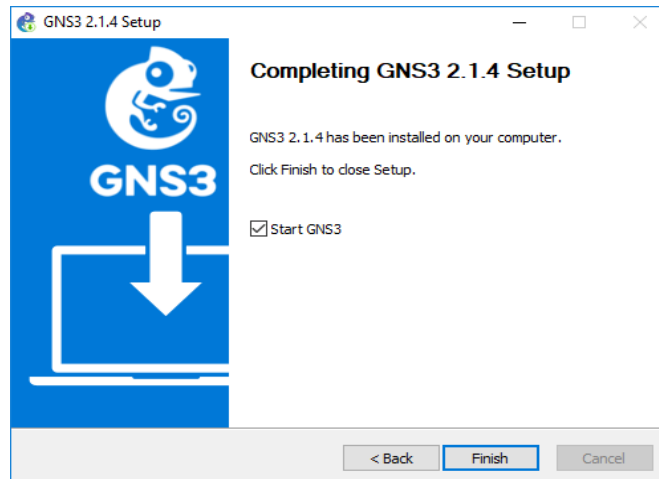 GNS3 2.1.4 Setup
Completing GNS3 2.1.4 Setup
GNS3 2.1.4 has been installed on your computer.
Click Finish to close Setup.
GNS3
Start GNS3
< Back
Finish
Cancel